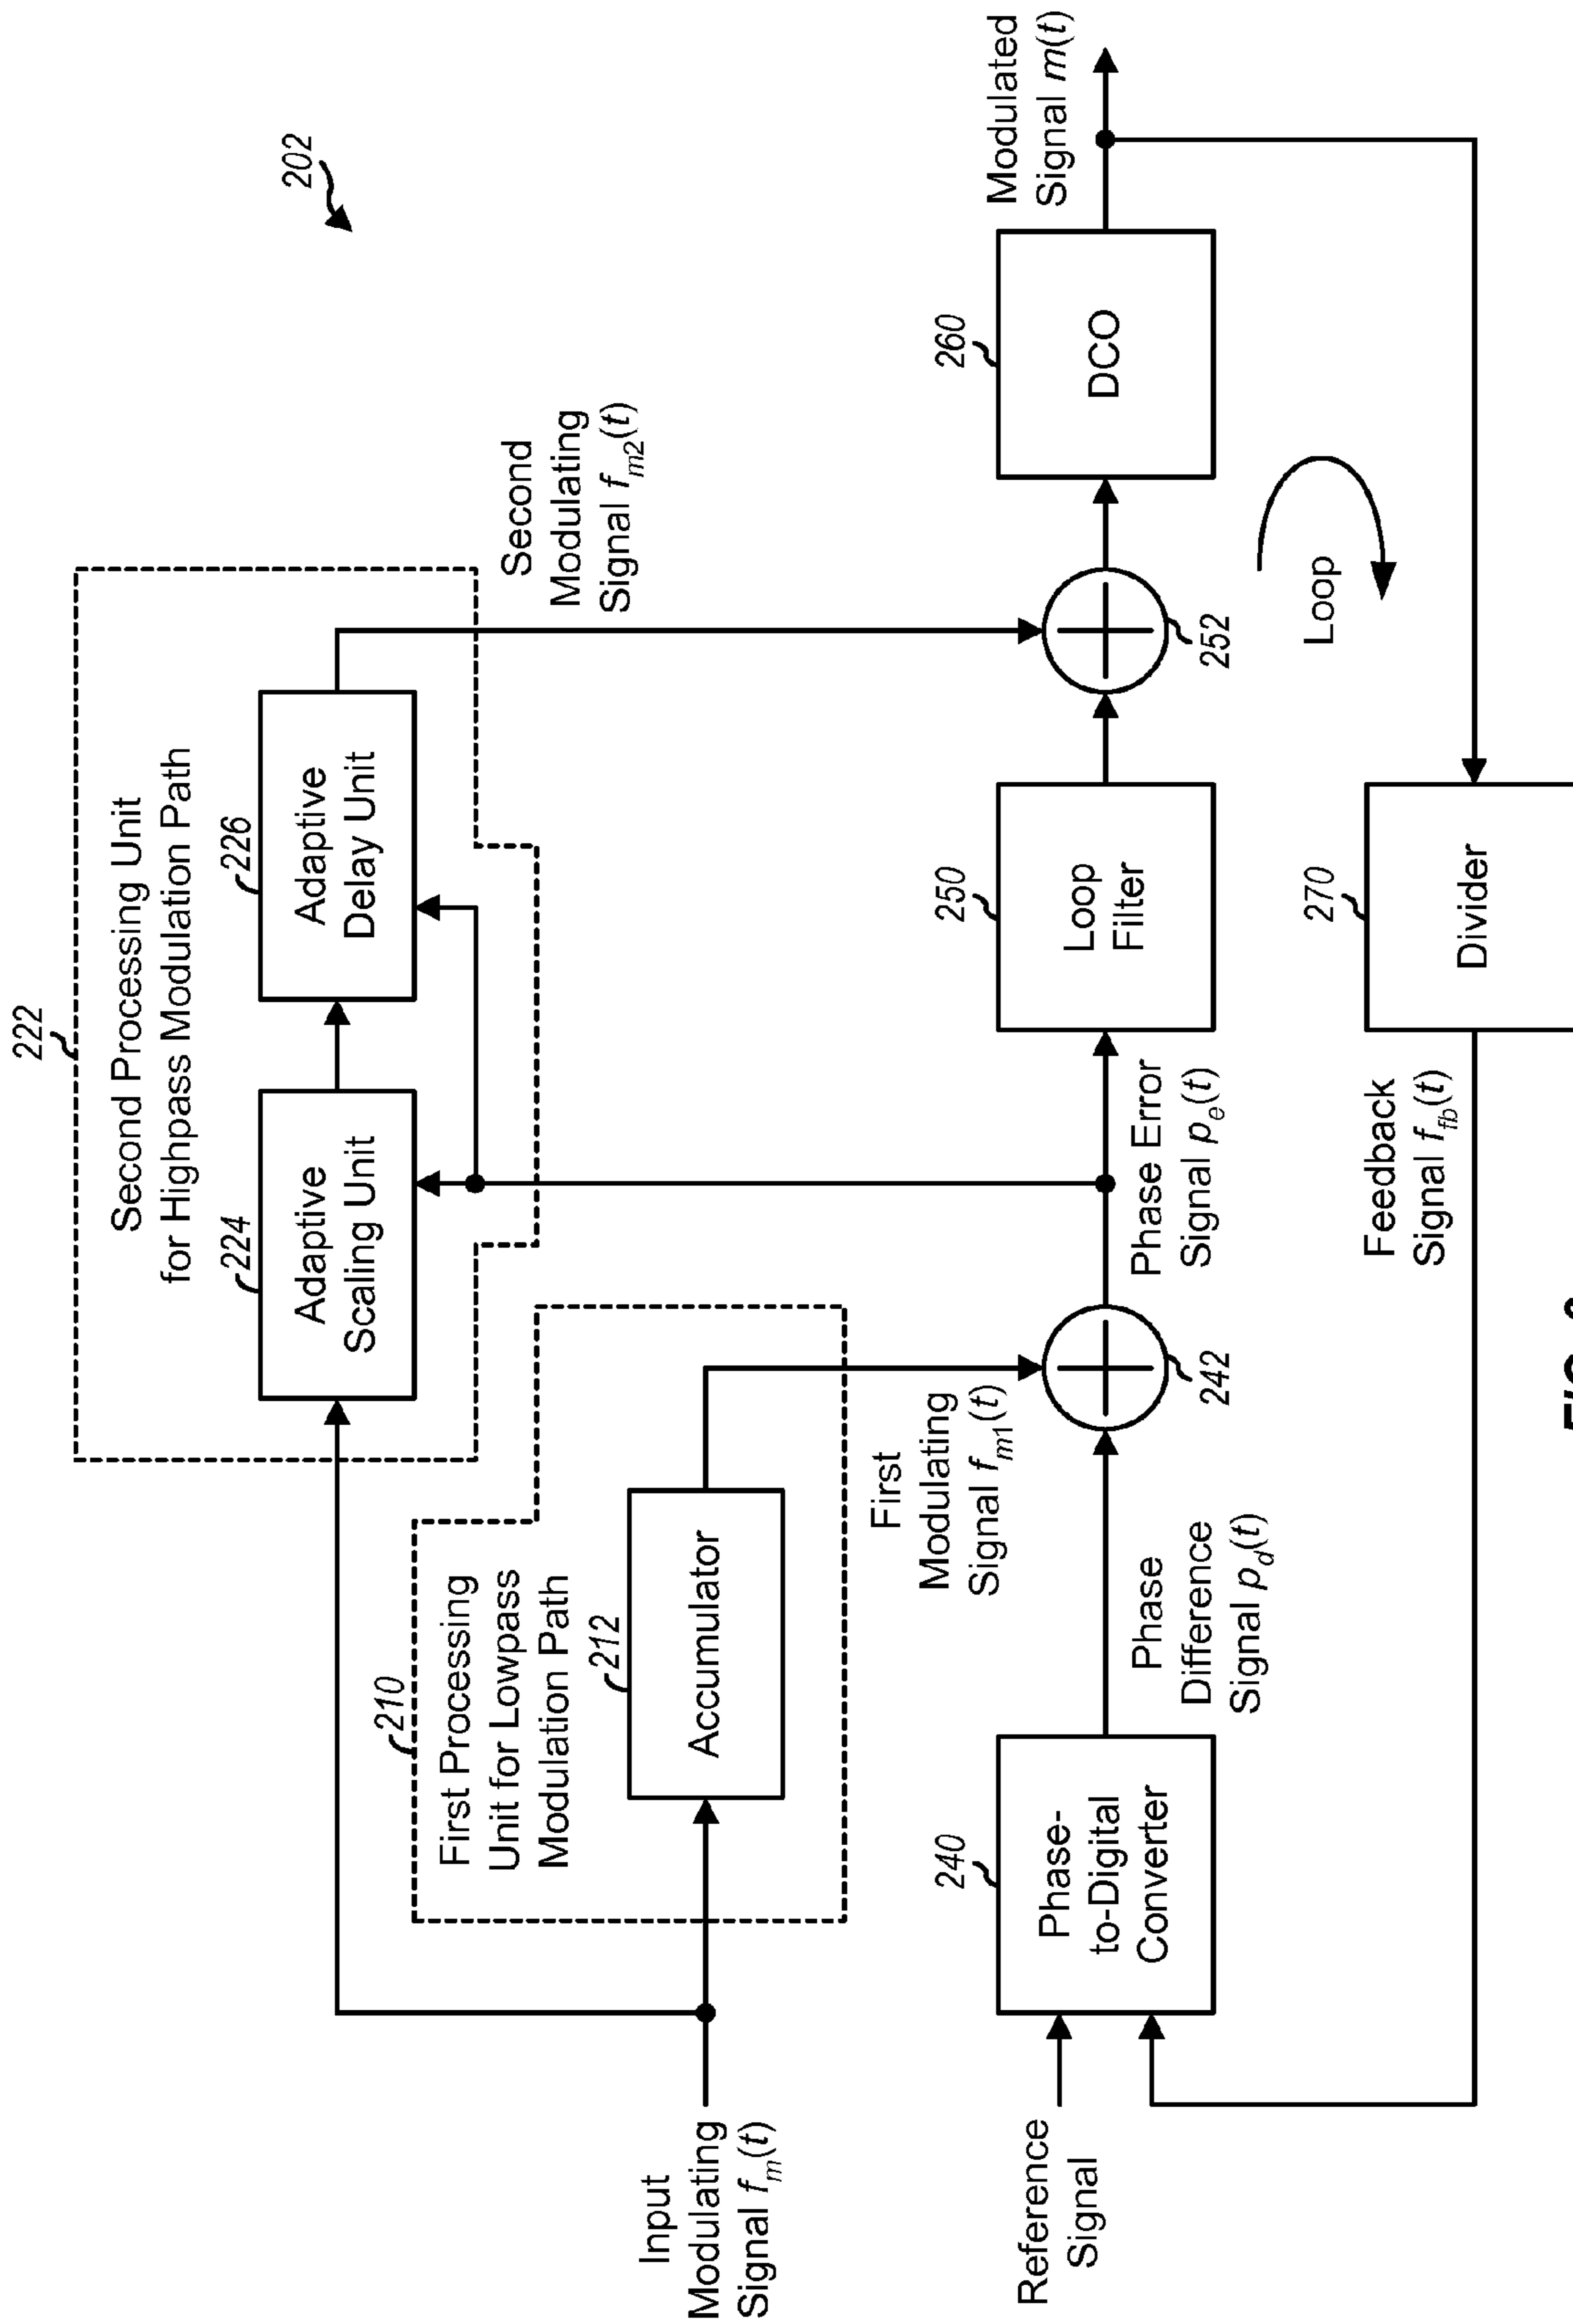 202
222
Second Processing Unit
for Highpass Modulation Path
224
Adaptive
Scaling Unit
226
Adaptive
Delay Unit
210
First Processing
Unit for Lowpass
Modulation Path
212
Accumulator
Second
Modulating
Signal f_m2(t)
Input
Modulating
Signal f_m(t)
First
Modulating
Signal f_m1(t)
Modulated
Signal m(t)
Reference
Signal
240
Phase-
to-Digital
Converter
Phase
Difference
Signal p_d(t)
242
Phase Error
Signal p_e(t)
250
Loop
Filter
252
260
DCO
Loop
Feedback
Signal f_fb(t)
270
Divider
FIG.